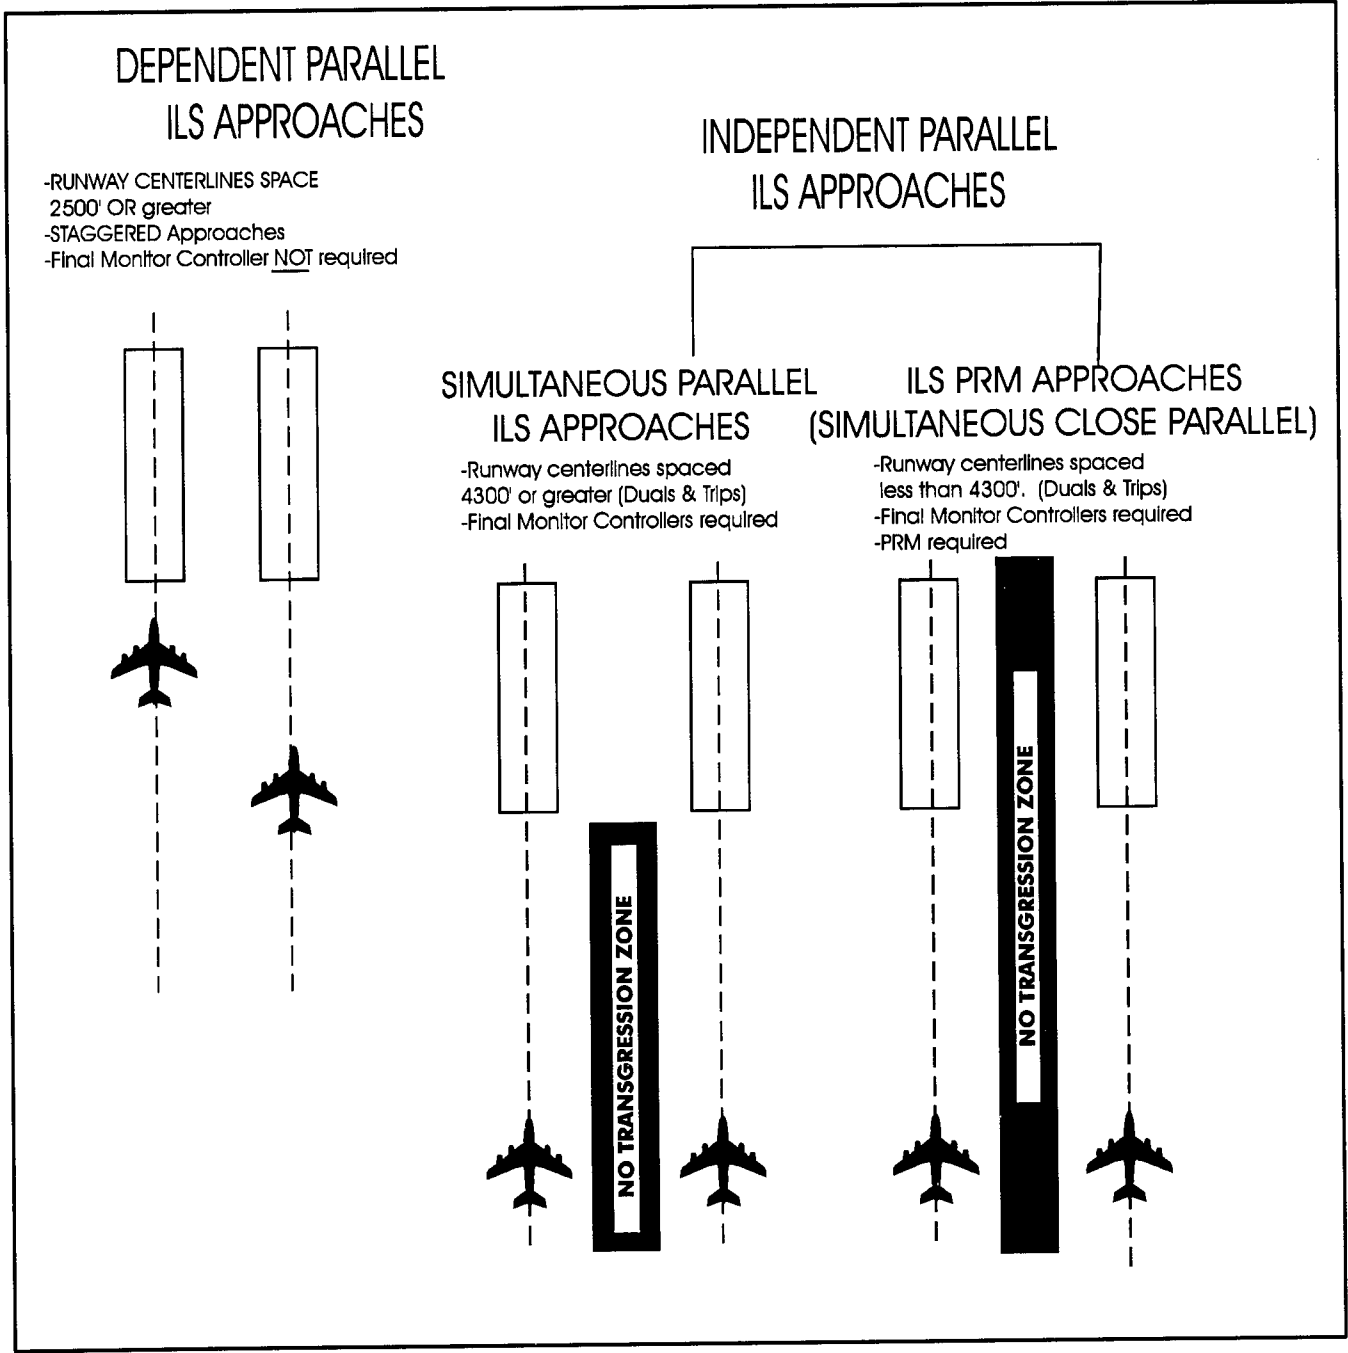 DEPENDENT PARALLEL
ILS APPROACHES
-RUNWAY CENTERLINES SPACE
2500' OR greater
-STAGGERED Approaches
-Final Monitor Controller NOT required
INDEPENDENT PARALLEL
ILS APPROACHES
SIMULTANEOUS PARALLEL
ILS APPROACHES
-Runway centerlines spaced
4300' or greater (Duals & Trips)
-Final Monitor Controllers required
NO TRANSGRESSION ZONE
ILS PRM APPROACHES
(SIMULTANEOUS CLOSE PARALLEL)
-Runway centerlines spaced
less than 4300'. (Duals & Trips)
-Final Monitor Controllers required
-PRM required
NO TRANSGRESSION ZONE